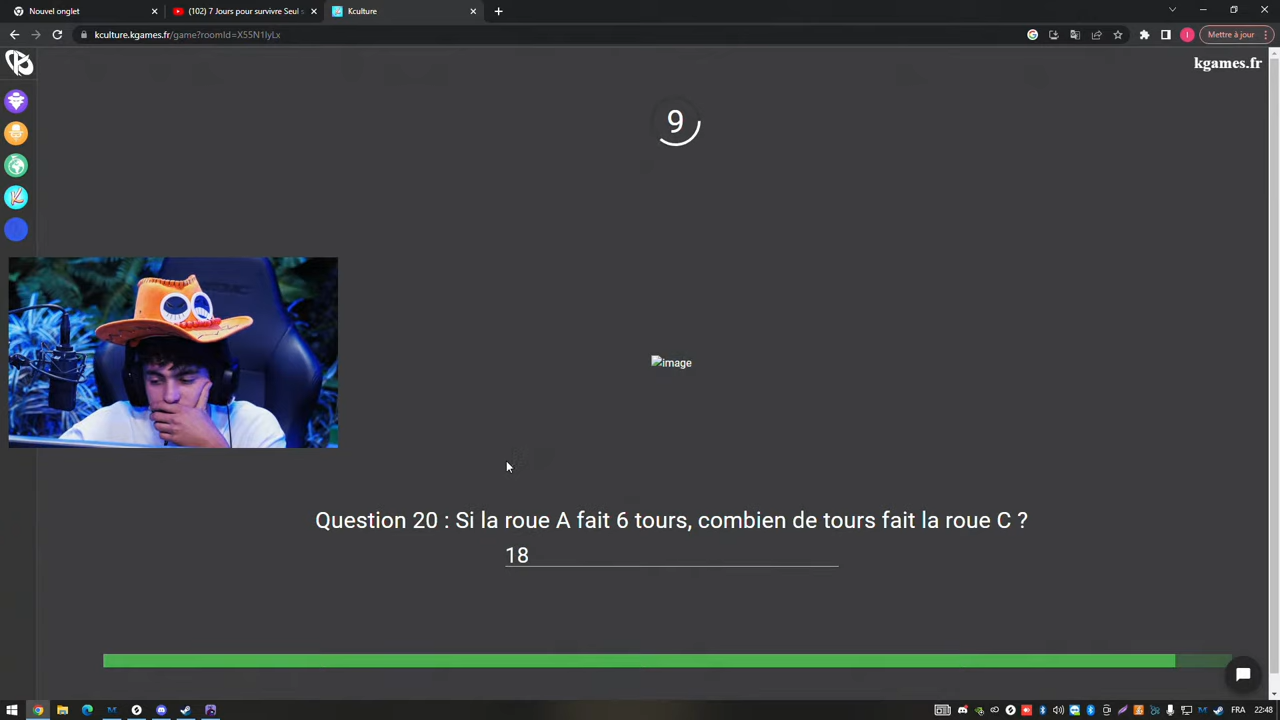 Nouvel onglet
(102) 7 Jours pour survivre Seul s
Kculture
kculture.kgames.fr/game?roomId=X5SN1lyLx
Mettre à jour
kgames.fr
9
image
Question 20 : Si la roue A fait 6 tours, combien de tours fait la roue C ?
18
FRA
22:48